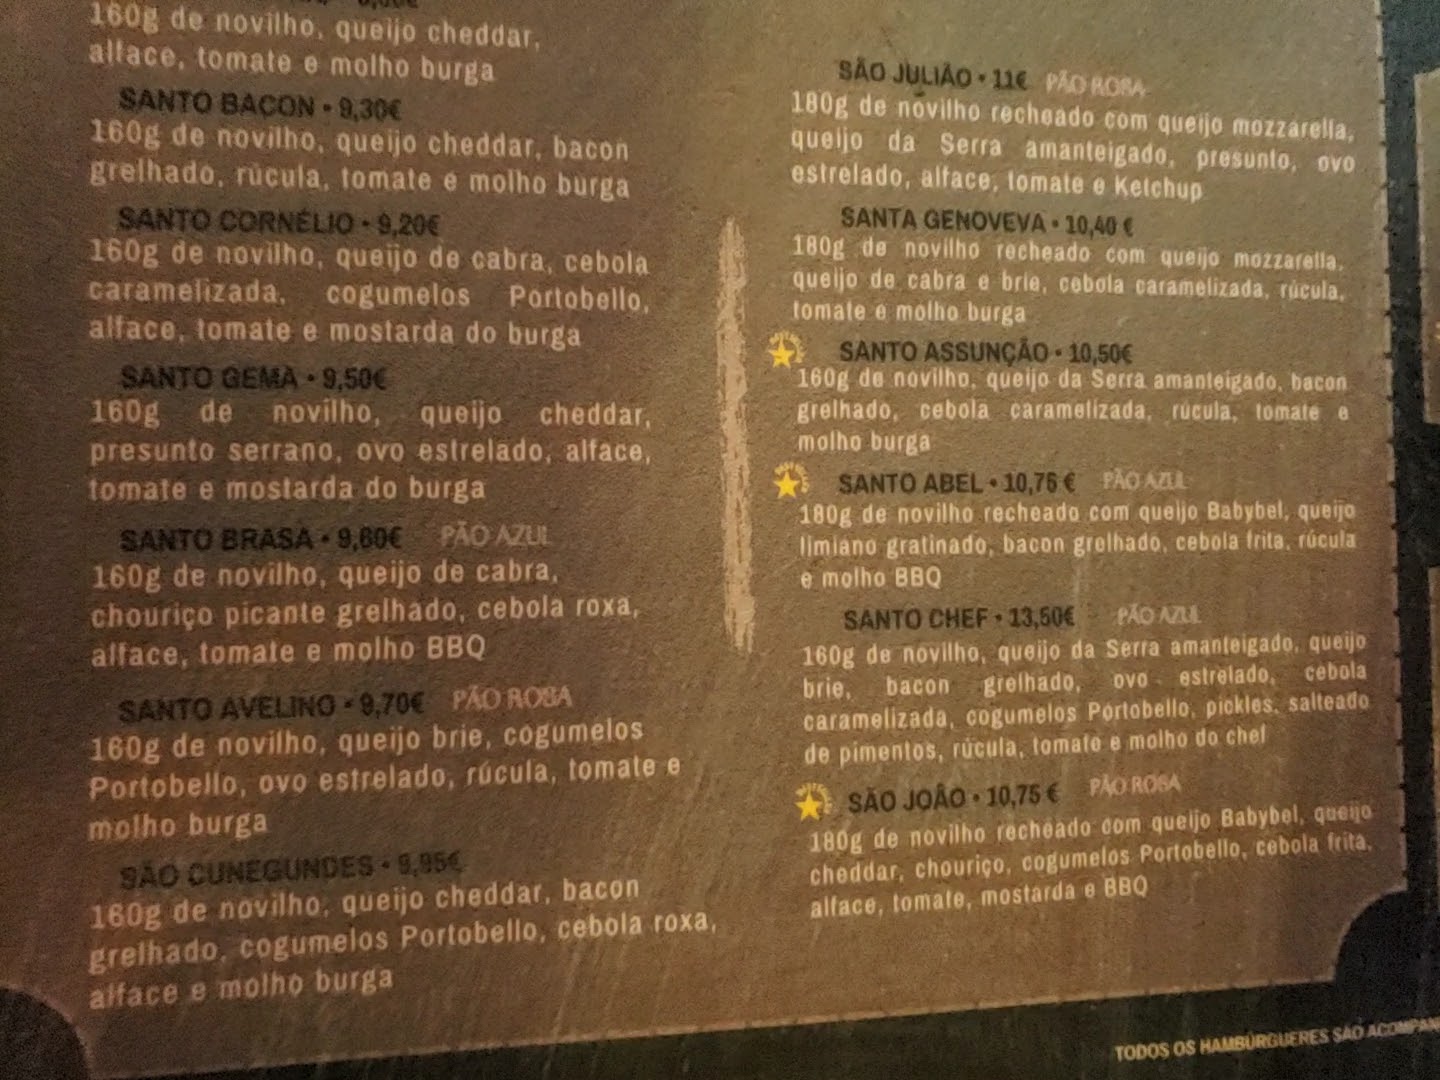 160g de novilho, queijo cheddar,
alface, tomate e molho burga
SANTO BACON • 9,30€
160g de novilho, queijo cheddar, bacon
grelhado, rúcula, tomate e molho burga
SANTO CORNÉLIO • 9,20€
160g de novilho, queijo de cabra, cebola
caramelizada, cogumelos Portobello,
alface, tomate e mostarda do burga
SANTO GEMA • 9,50€
160g de novilho, queijo cheddar,
presunto serrano, ovo estrelado, alface,
tomate e mostarda do burga
SANTO BRASA • 9,60€ PÃO AZUL
160g de novilho, queijo de cabra,
chouriço picante grelhado, cebola roxa,
alface, tomate e molho BBQ
SANTO AVELINO • 9,70€ PÃO ROSA
160g de novilho, queijo brie, cogumelos
Portobello, ovo estrelado, rúcula, tomate e
molho burga
SÃO CUNEGUNDES • 9,95€
160g de novilho, queijo cheddar, bacon
grelhado, cogumelos Portobello, cebola roxa,
alface e molho burga
SÃO JULIÃO • 11€ PÃO ROSA
180g de novilho recheado com queijo mozzarella,
queijo da Serra amanteigado, presunto, ovo
estrelado, alface, tomate e Ketchup
SANTA GENOVEVA • 10,40 €
180g de novilho recheado com queijo mozzarella,
queijo de cabra e brie, cebola caramelizada, rúcula,
tomate e molho burga
SANTO ASSUNÇÃO • 10,50€
160g de novilho, queijo da Serra amanteigado, bacon
grelhado, cebola caramelizada, rúcula, tomate e
molho burga
SANTO ABEL • 10,75 € PÃO AZUL
180g de novilho recheado com queijo Babybel, queijo
limiano gratinado, bacon grelhado, cebola frita, rúcula
e molho BBQ
SANTO CHEF • 13,50€ PÃO AZUL
160g de novilho, queijo da Serra amanteigado, queijo
brie, bacon grelhado, ovo estrelado, cebola
caramelizada, cogumelos Portobello, pickles, salteado
de pimentos, rúcula, tomate e molho do chef
SÃO JOÃO • 10,75 € PÃO ROSA
180g de novilho recheado com queijo Babybel, queijo
cheddar, chouriço, cogumelos Portobello, cebola frita,
alface, tomate, mostarda e BBQ
TODOS OS HAMBÚRGUERES SÃO ACOMPAN